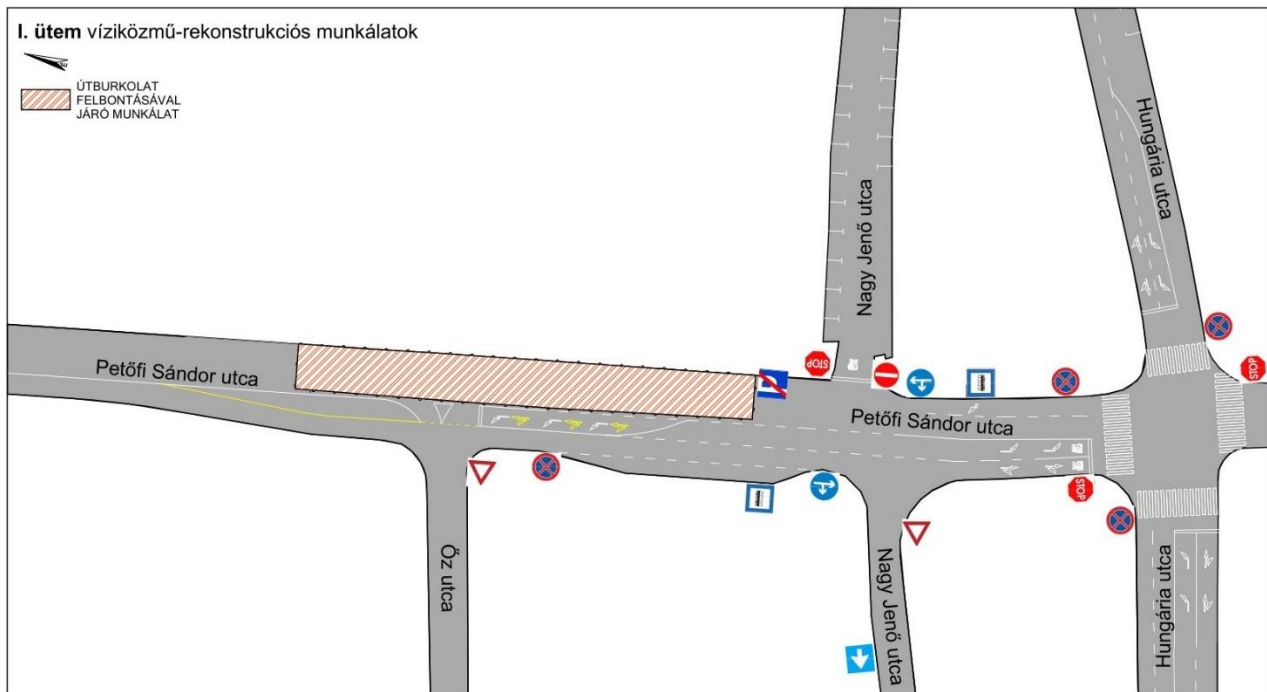 I. ütem víziközmű-rekonstrukciós munkálatok
ÚTBURKOLAT
FELBONTÁSÁVAL
JÁRÓ MUNKÁLAT
Nagy Jenő utca
Hungária utca
Petőfi Sándor utca
STOP
STOP
Petőfi Sándor utca
STOP
Őz utca
Nagy Jenő utca
Hungária utca